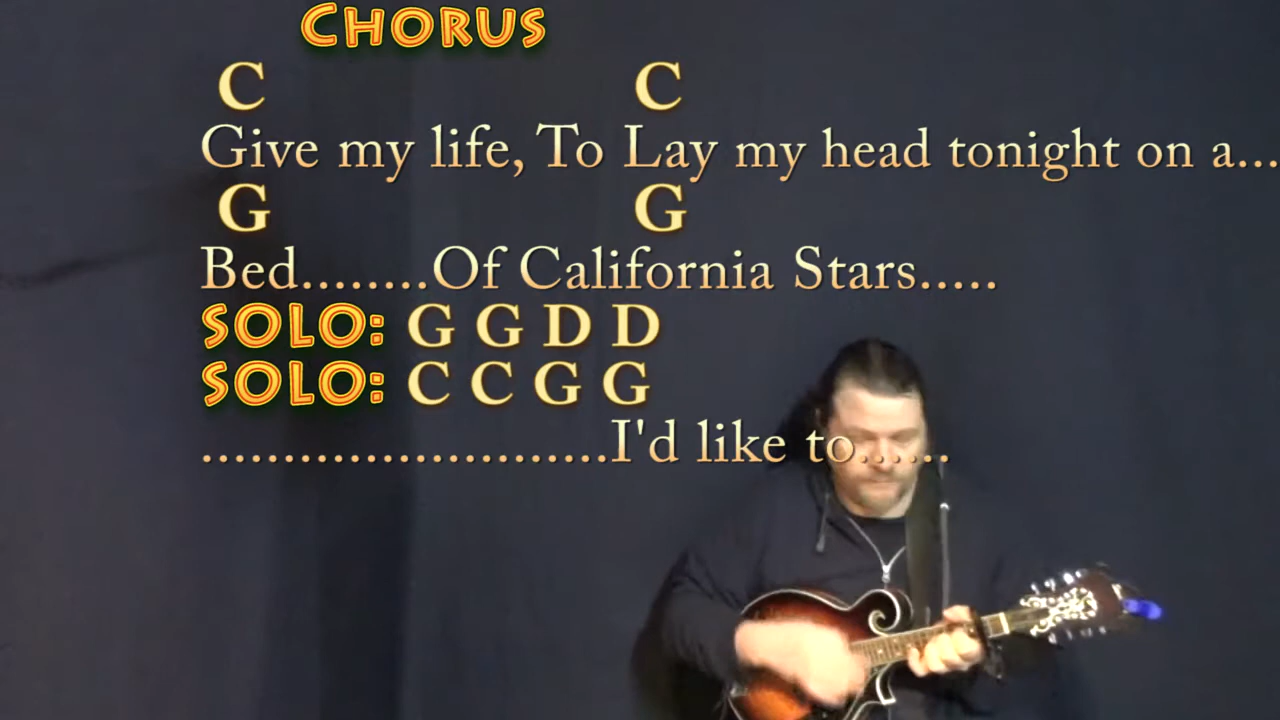 CHORUS
C C
Give my life, To Lay my head tonight on a...
G G
Bed........Of California Stars.....
SOLO: G G D D
SOLO: C C G G
.........................I'd like to......